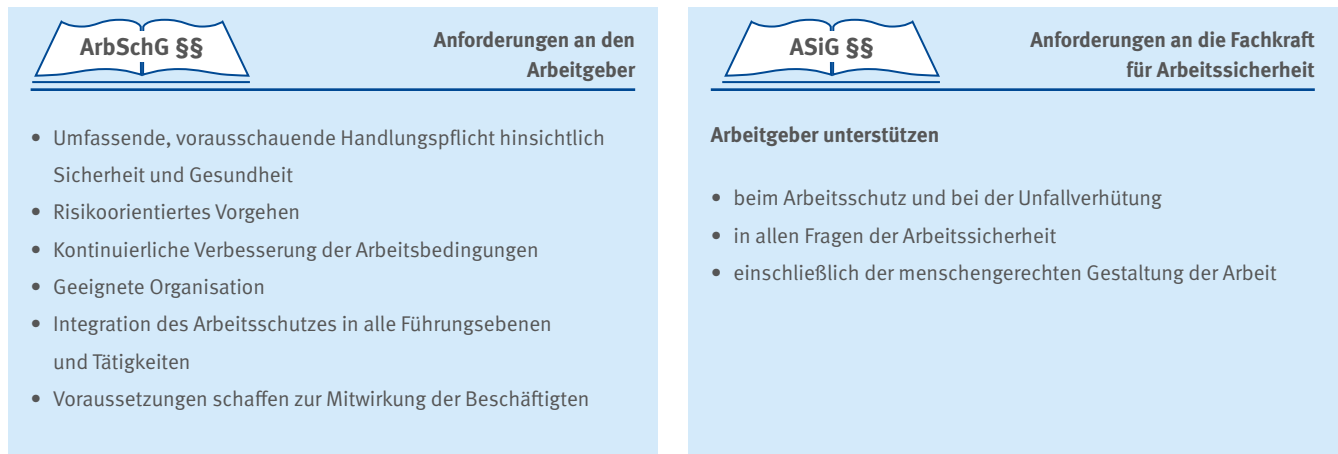 ArbSchG §§
Anforderungen an den
Arbeitgeber
• Umfassende, vorausschauende Handlungspflicht hinsichtlich
Sicherheit und Gesundheit
• Risikoorientiertes Vorgehen
• Kontinuierliche Verbesserung der Arbeitsbedingungen
• Geeignete Organisation
• Integration des Arbeitsschutzes in alle Führungsebenen
und Tätigkeiten
• Voraussetzungen schaffen zur Mitwirkung der Beschäftigten
ASiG §§
Anforderungen an die Fachkraft
für Arbeitssicherheit
Arbeitgeber unterstützen
• beim Arbeitsschutz und bei der Unfallverhütung
• in allen Fragen der Arbeitssicherheit
• einschließlich der menschengerechten Gestaltung der Arbeit